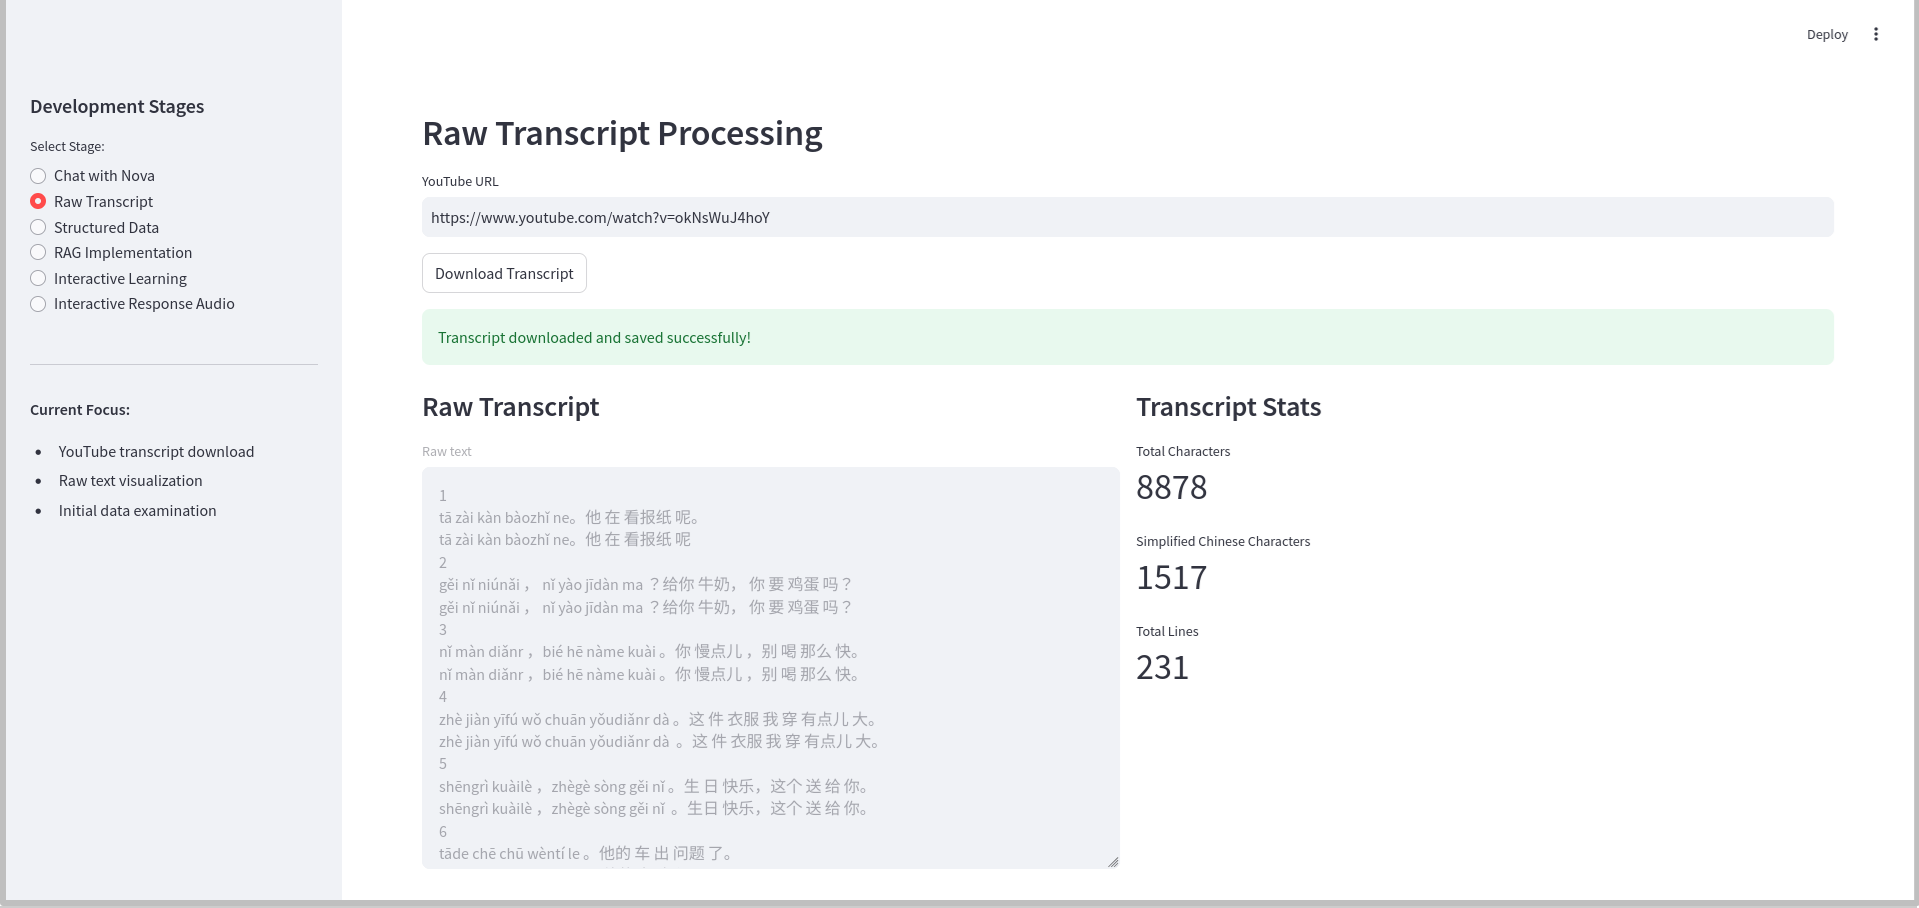 Deploy
Development Stages
Select Stage:
Chat with Nova
Raw Transcript
Structured Data
RAG Implementation
Interactive Learning
Interactive Response Audio
Current Focus:
YouTube transcript download
Raw text visualization
Initial data examination
Raw Transcript Processing
YouTube URL
https://www.youtube.com/watch?v=okNsWuJ4hoY
Download Transcript
Transcript downloaded and saved successfully!
Raw Transcript
Raw text
1
tā zài kàn bàozhǐ ne。他 在 看报纸 呢。
tā zài kàn bàozhǐ ne。他 在 看报纸 呢
2
gěi nǐ niúnǎi ， nǐ yào jīdàn ma ？给你 牛奶， 你 要 鸡蛋 吗？
gěi nǐ niúnǎi ， nǐ yào jīdàn ma ？给你 牛奶， 你 要 鸡蛋 吗？
3
nǐ màn diǎnr ，bié hē nàme kuài 。你 慢点儿 ，别 喝 那么 快。
nǐ màn diǎnr ，bié hē nàme kuài 。你 慢点儿 ，别 喝 那么 快。
4
zhè jiàn yīfú wǒ chuān yǒudiǎnr dà 。这 件 衣服 我 穿 有点儿 大。
zhè jiàn yīfú wǒ chuān yǒudiǎnr dà 。这 件 衣服 我 穿 有点儿 大。
5
shēngrì kuàilè ，zhègè sòng gěi nǐ 。生 日 快乐，这个 送 给 你。
shēngrì kuàilè ，zhègè sòng gěi nǐ 。生日 快乐，这个 送 给 你。
6
tāde chē chū wèntí le 。他的 车 出 问题 了。
Transcript Stats
Total Characters
8878
Simplified Chinese Characters
1517
Total Lines
231